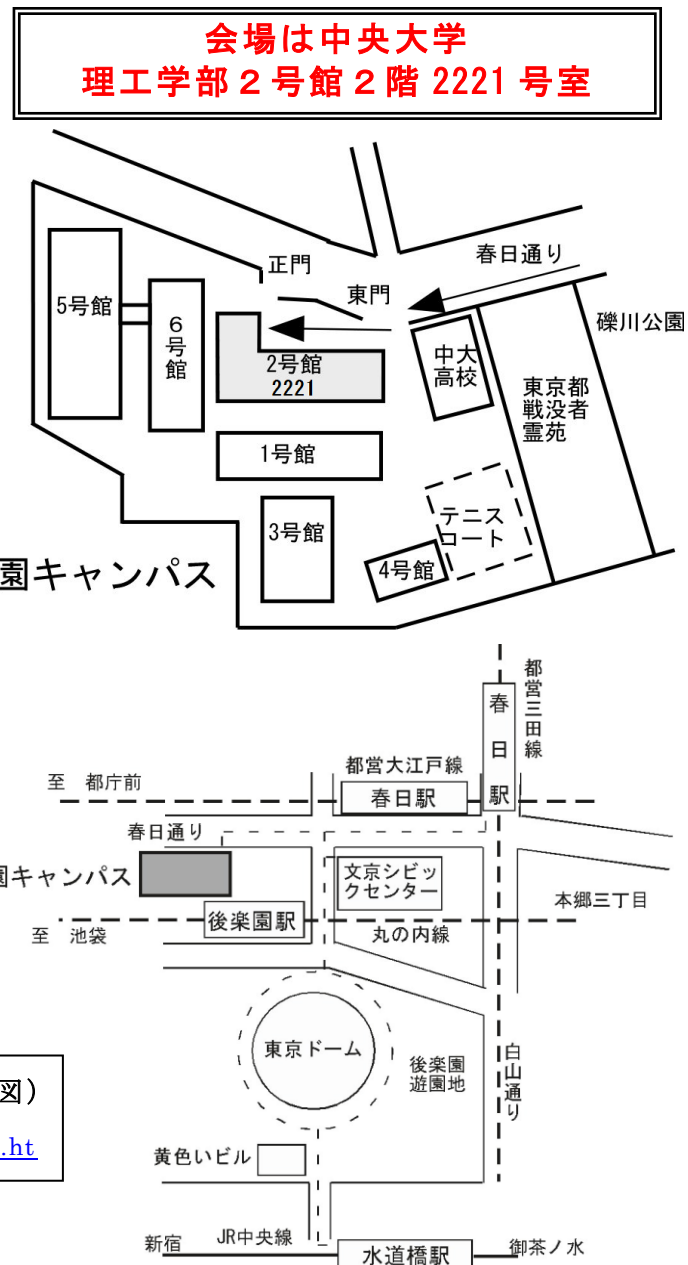 会場は中央大学
理工学部２号館２階 2221 号室
春日通り
正門
東門
礫川公園
5号館
６号館
2号館
2221
中大
高校
東京都
戦没者
霊苑
1号館
3号館
テニス
コート
4号館
園キャンパス
都営三田線
春日駅
都営大江戸線
至 都庁前
春日駅
春日通り
園キャンパス
文京シビッ
クセンター
本郷三丁目
後楽園駅
至 池袋
丸の内線
東京ドーム
後楽園
遊園地
白山通り
図）
.ht
黄色いビル
新宿
JR中央線
水道橋駅
御茶ノ水